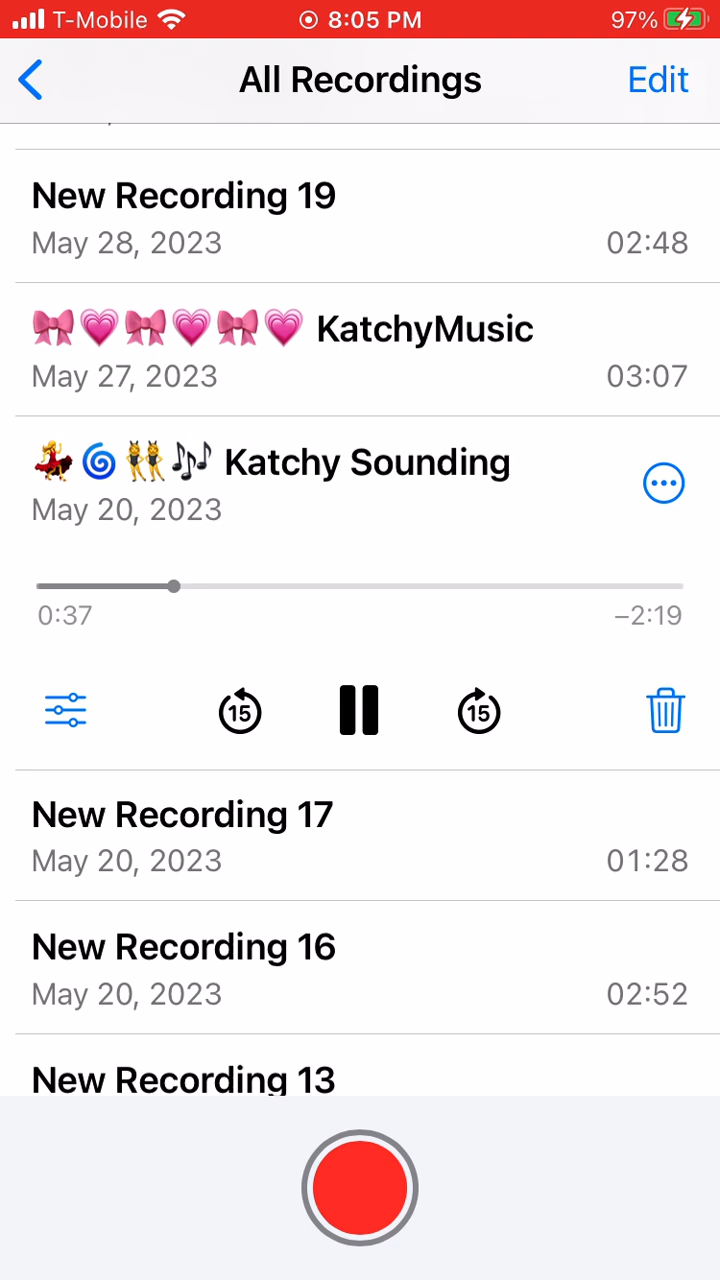 T-Mobile 8:05 PM 97%
All Recordings Edit
New Recording 19
May 28, 2023 02:48
🎀💗🎀💗🎀💗 KatchyMusic
May 27, 2023 03:07
💃🌀👯🎶 Katchy Sounding
May 20, 2023
0:37 –2:19
15 15
New Recording 17
May 20, 2023 01:28
New Recording 16
May 20, 2023 02:52
New Recording 13